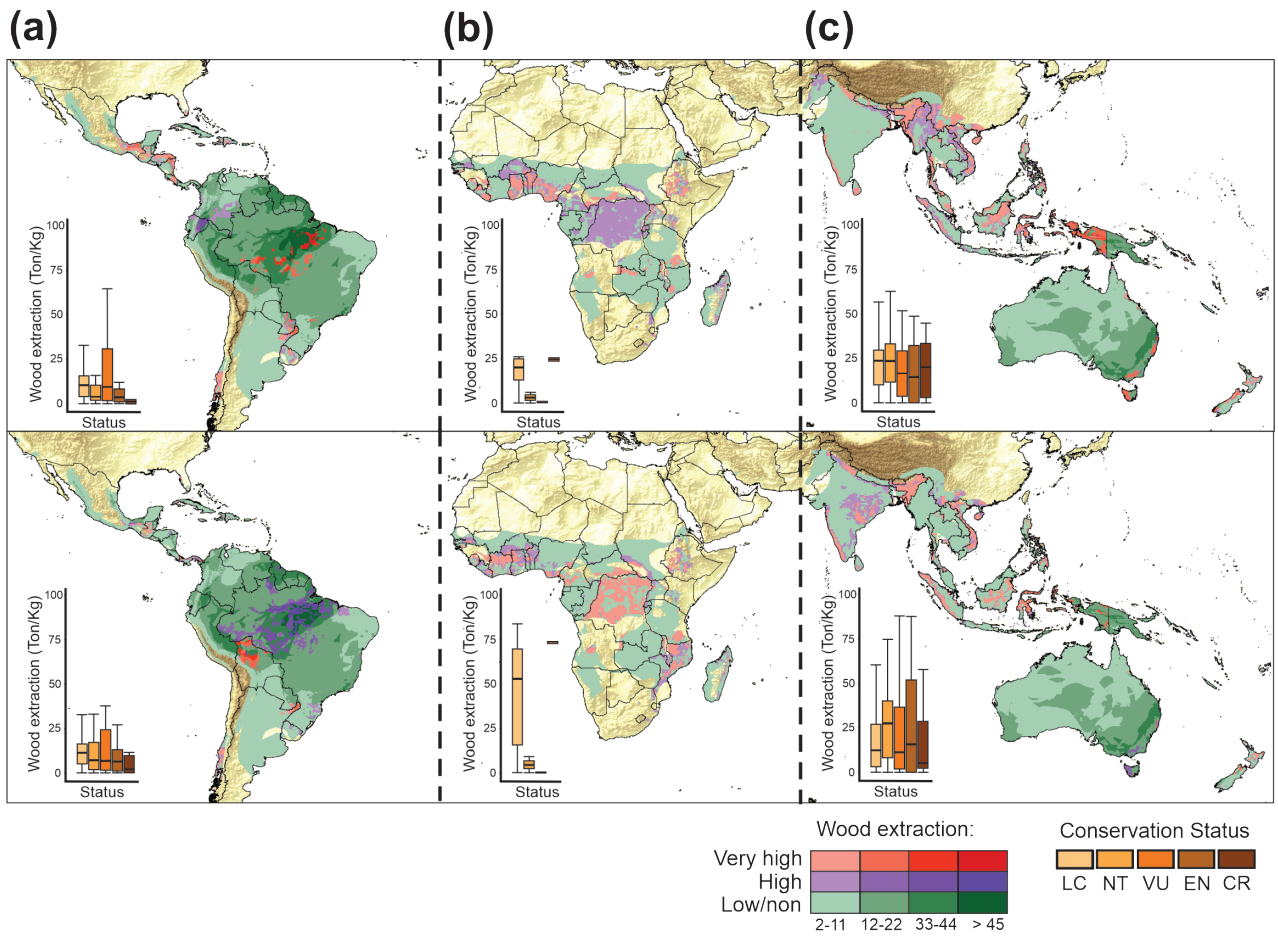 (a) (b) (c)
Wood extraction (Ton/Kg)
100
75
50
25
0
Status
Wood extraction (Ton/Kg)
100
75
50
25
0
Status
Wood extraction (Ton/Kg)
100
75
50
25
0
Status
Wood extraction (Ton/Kg)
100
75
50
25
0
Status
Wood extraction (Ton/Kg)
100
75
50
25
0
Status
Wood extraction (Ton/Kg)
100
75
50
25
0
Status
Wood extraction:
Very high
High
Low/non
2-11 12-22 33-44 > 45
Conservation Status
LC NT VU EN CR